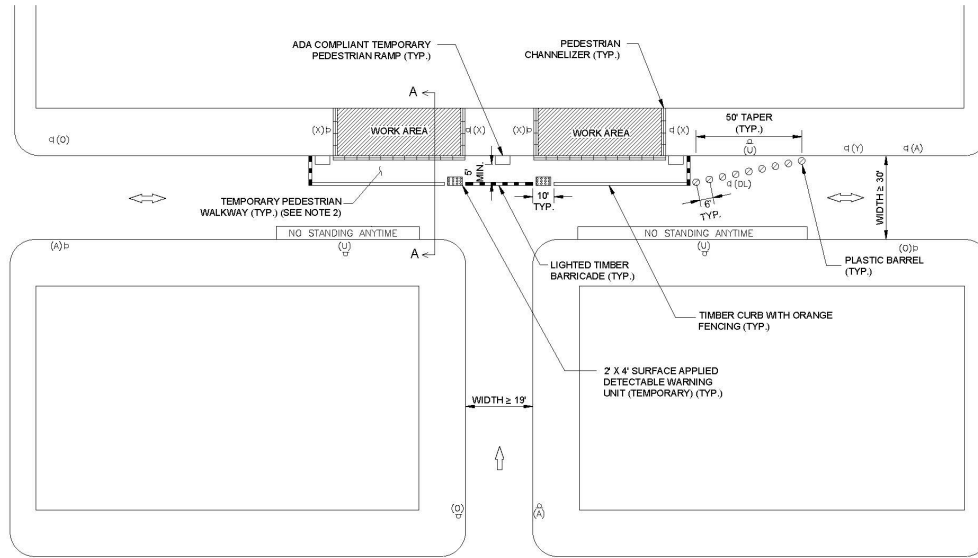 ADA COMPLIANT TEMPORARY
PEDESTRIAN RAMP (TYP.)
PEDESTRIAN
CHANNELIZER (TYP.)
A
50' TAPER
(TYP.)
(U)
(O)
(X)
WORK AREA
(X)
(X)
WORK AREA
(X)
(Y)
(A)
5'
MIN.
TEMPORARY PEDESTRIAN
WALKWAY (TYP.) (SEE NOTE 2)
10'
TYP.
(DL)
6'
TYP.
WIDTH ≥ 30'
NO STANDING ANYTIME
NO STANDING ANYTIME
(A)
(U)
A
(U)
(O)
LIGHTED TIMBER
BARRICADE (TYP.)
PLASTIC BARREL
(TYP.)
TIMBER CURB WITH ORANGE
FENCING (TYP.)
2' X 4' SURFACE APPLIED
DETECTABLE WARNING
UNIT (TEMPORARY) (TYP.)
WIDTH ≥ 19'
(O)
(A)